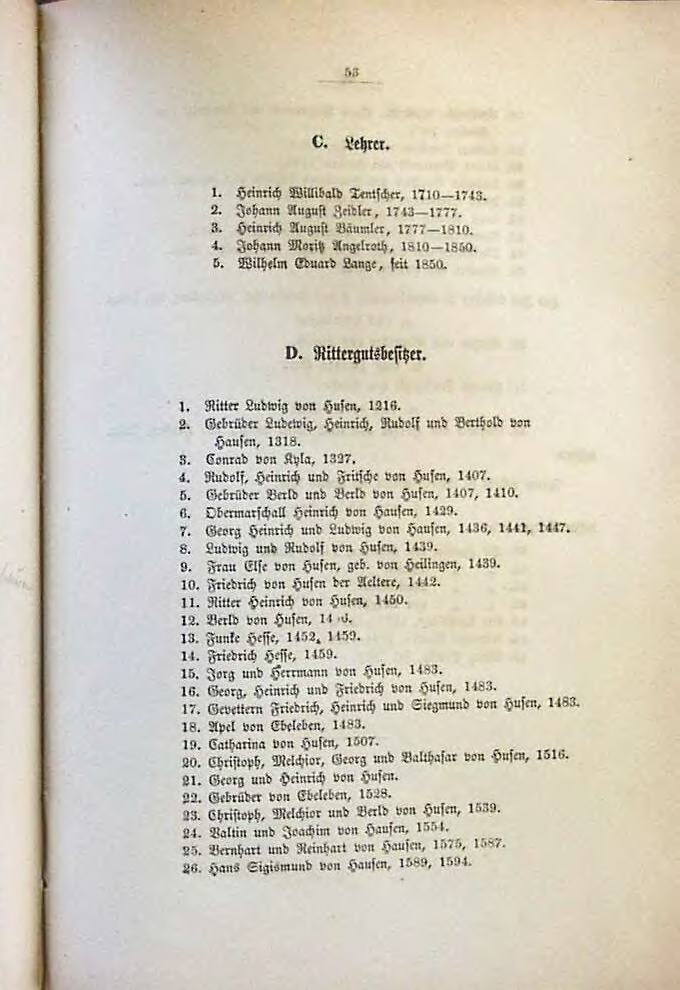 53
C. Lehrer.
1. Heinrich Willibald Tentscher, 1710—1743.
2. Johann August Zeidler, 1743—1777.
3. Heinrich August Bäumler, 1777—1810.
4. Johann Moritz Angelroth, 1810—1850.
5. Wilhelm Eduard Lange, seit 1850.
D. Rittergutsbesitzer.
1. Ritter Ludwig von Husen, 1216.
2. Gebrüder Ludewig, Heinrich, Rudolf und Berthold von
Hausen, 1318.
3. Conrad von Kyla, 1327.
4. Rudolf, Heinrich und Fritsche von Husen, 1407.
5. Gebrüder Berld und Berld von Husen, 1407, 1410.
6. Obermarschall Heinrich von Hausen, 1429.
7. Georg Heinrich und Ludwig von Hausen, 1436, 1441, 1447.
8. Ludwig und Rudolf von Husen, 1439.
9. Frau Else von Husen, geb. von Heilingen, 1439.
10. Friedrich von Husen der Aeltere, 1442.
11. Ritter Heinrich von Husen, 1450.
12. Berld von Husen,
13. Funke Hesse, 1452, 1459.
14. Friedrich Hesse, 1459.
15. Jorg und Herrmann von Husen, 1483.
16. Georg, Heinrich und Friedrich von Husen, 1483.
17. Gevettern Friedrich, Heinrich und Siegmund von Husen, 1483.
18. Apel von Ebeleben, 1483.
19. Catharina von Husen, 1507.
20. Christoph, Melchior, Georg und Balthasar von Husen, 1516.
21. Georg und Heinrich von Husen.
22. Gebrüder von Ebeleben, 1528.
23. Christoph, Melchior und Berld von Husen, 1539.
24. Valtin und Joachim von Hausen, 1554.
25. Bernhart und Reinhart von Hausen, 1575, 1587.
26. Hans Sigismund von Hausen, 1589, 1594.